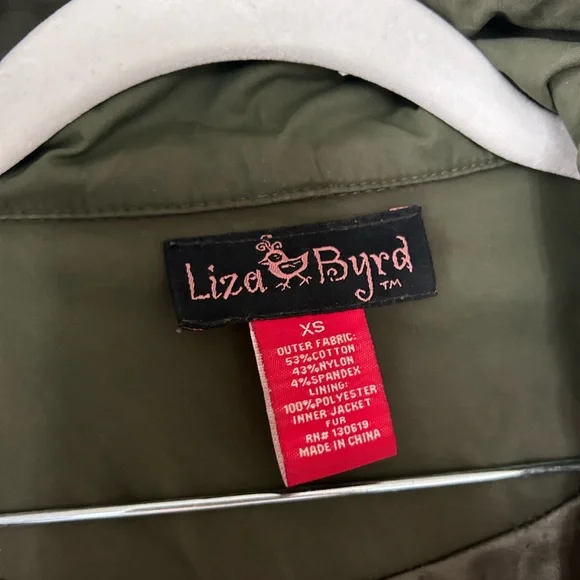 Liza Byrd TM
XS
OUTER FABRIC:
53%COTTON
43%NYLON
4%SPANDEX
LINING:
100%POLYESTER
INNER JACKET
FUR
RN# 130619
MADE IN CHINA